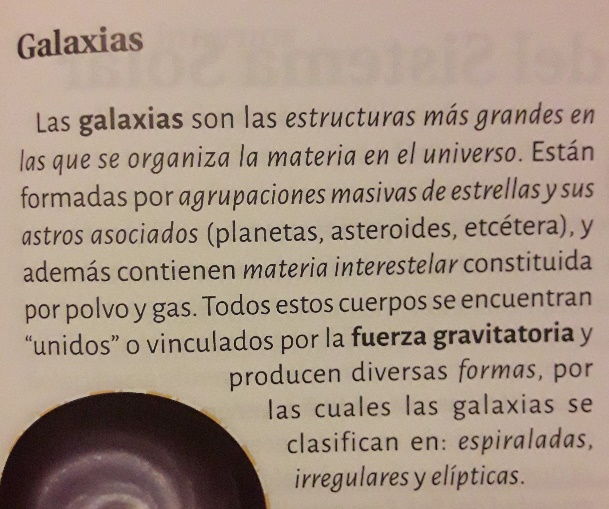 Galaxias
Las galaxias son las estructuras más grandes en
las que se organiza la materia en el universo. Están
formadas por agrupaciones masivas de estrellas y sus
astros asociados (planetas, asteroides, etcétera), y
además contienen materia interestelar constituida
por polvo y gas. Todos estos cuerpos se encuentran
“unidos” o vinculados por la fuerza gravitatoria y
producen diversas formas, por
las cuales las galaxias se
clasifican en: espiraladas,
irregulares y elípticas.